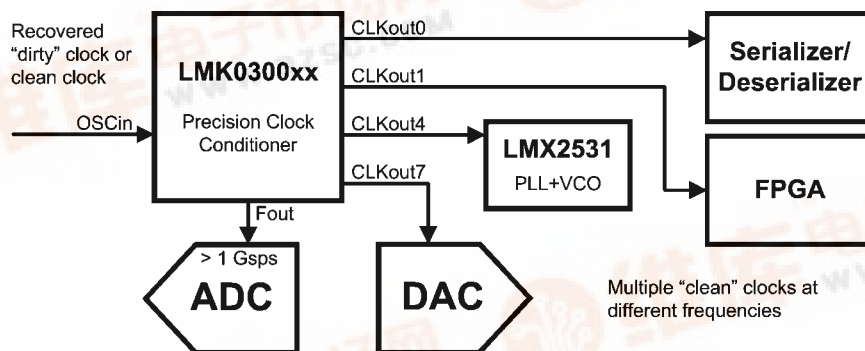 Recovered
“dirty” clock or
clean clock
OSCin
LMK0300xx
Precision Clock
Conditioner
CLKout0
CLKout1
CLKout4
CLKout7
Fout
Serializer/
Deserializer
LMX2531
PLL+VCO
FPGA
> 1 Gsps
ADC
DAC
Multiple “clean” clocks at
different frequencies